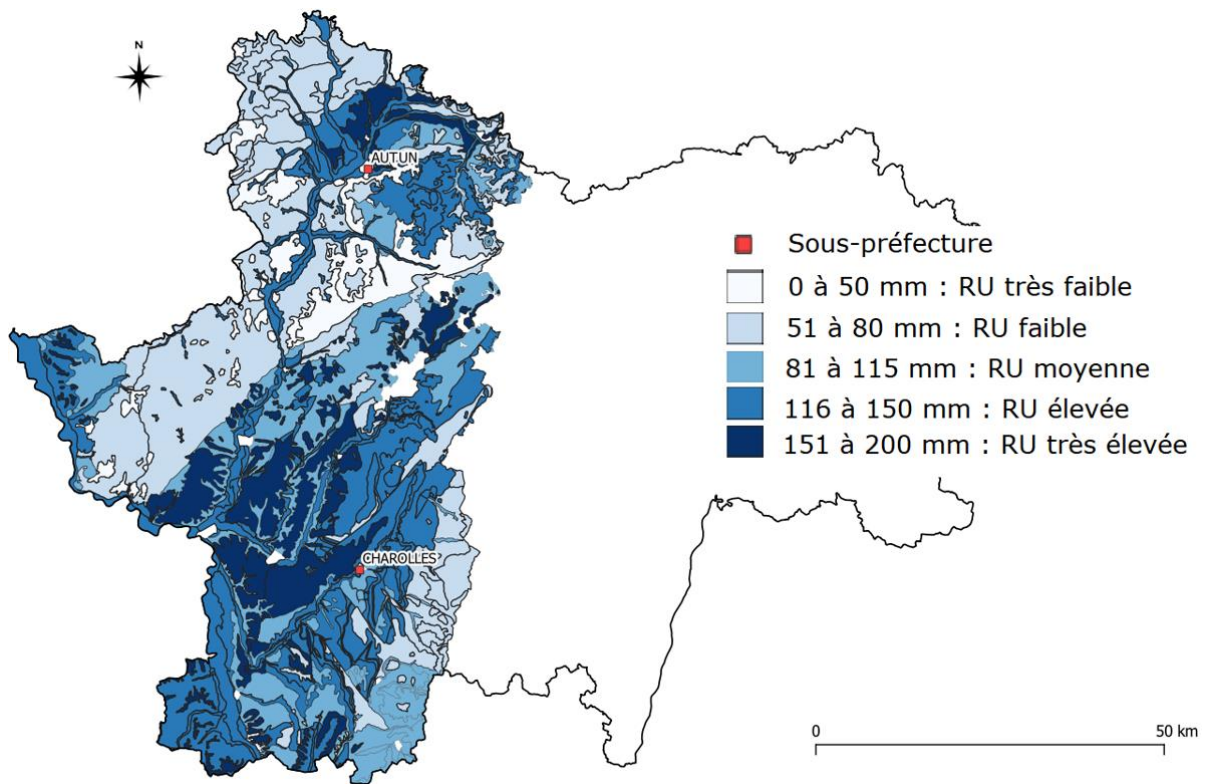 N
AUTUN
Sous-préfecture
0 à 50 mm : RU très faible
51 à 80 mm : RU faible
81 à 115 mm : RU moyenne
116 à 150 mm : RU élevée
151 à 200 mm : RU très élevée
CHAROLLES
0 50 km